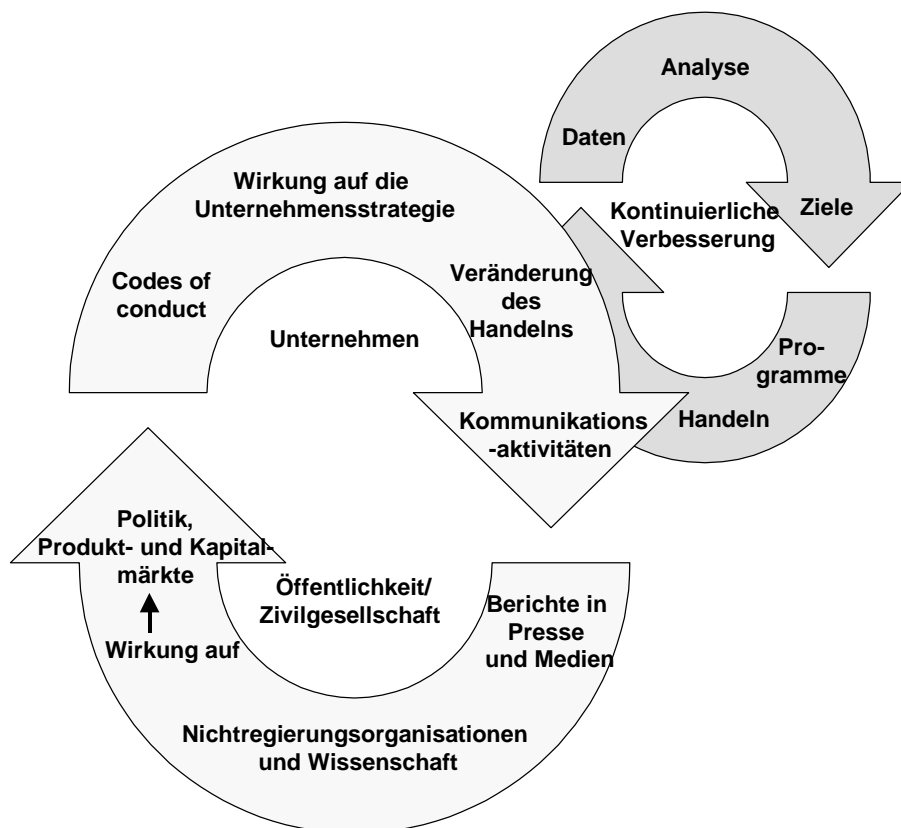 Analyse
Daten
Ziele
Kontinuierliche
Verbesserung
Pro-
gramme
Handeln
Wirkung auf die
Unternehmensstrategie
Codes of
conduct
Veränderung
des
Handelns
Unternehmen
Kommunikations
-aktivitäten
Politik,
Produkt- und Kapital-
märkte
Wirkung auf
Öffentlichkeit/
Zivilgesellschaft
Berichte in
Presse
und Medien
Nichtregierungsorganisationen
und Wissenschaft